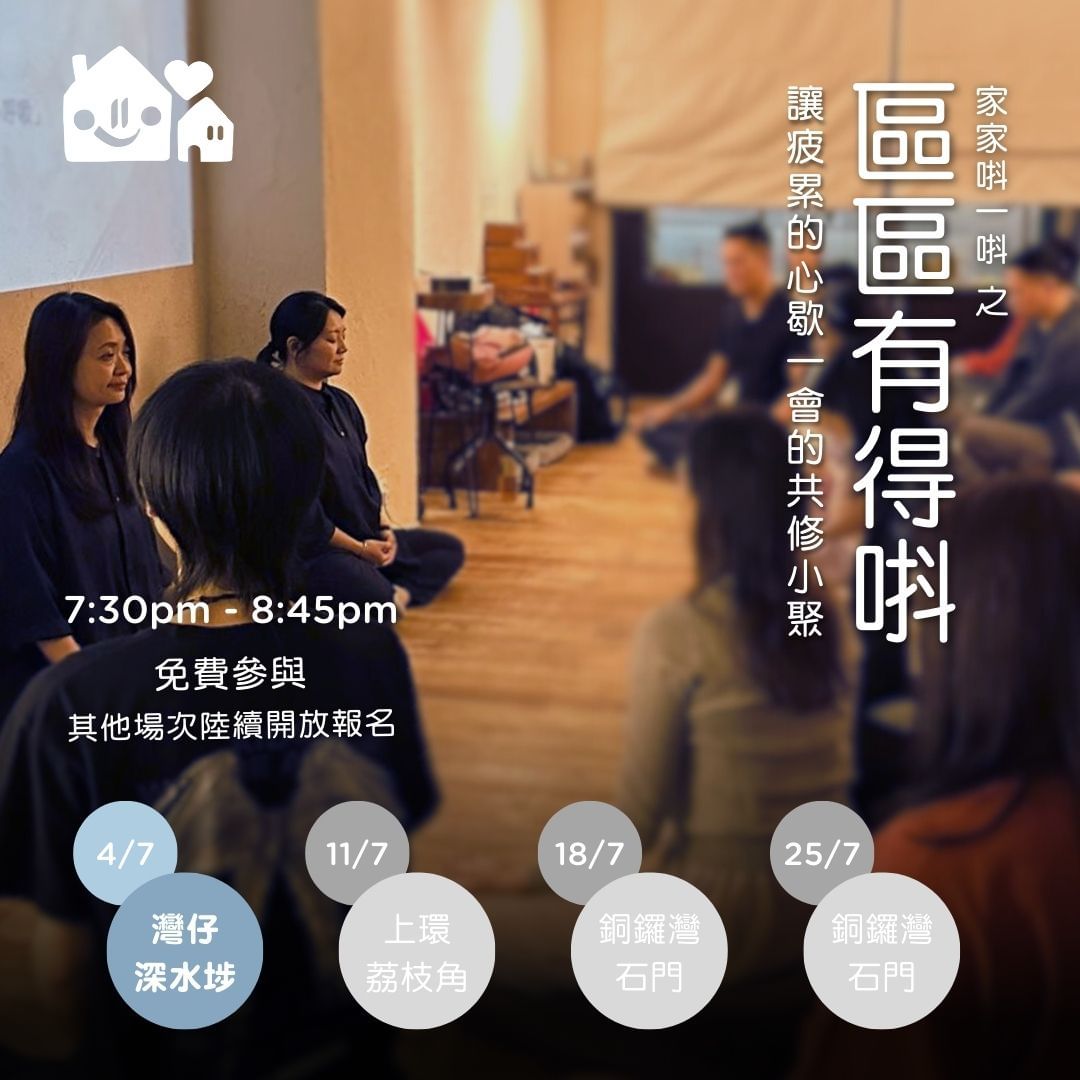 家家唞一唞 之
區區有得唞
讓疲累的心歇一會的共修小聚
7:30pm - 8:45pm
免費參與
其他場次陸續開放報名
4/7
灣仔
深水埗
11/7
上環
荔枝角
18/7
銅鑼灣
石門
25/7
銅鑼灣
石門